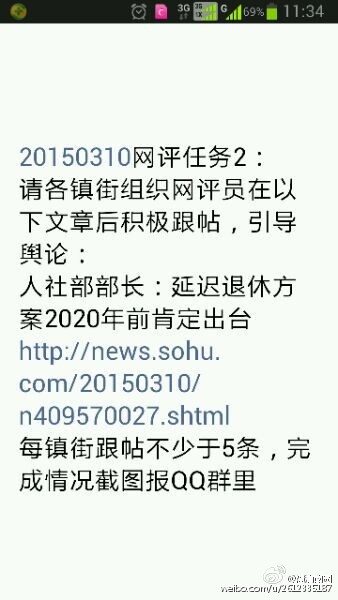 3G
2G
1X
G
69%
11:34
20150310网评任务2：
请各镇街组织网评员在以
下文章后积极跟帖，引导
舆论：
人社部部长：延迟退休方
案2020年前肯定出台
http://news.sohu.
com/20150310/
n409570027.shtml
每镇街跟帖不少于5条，完
成情况截图报QQ群里
weibo.com/u/2612885187